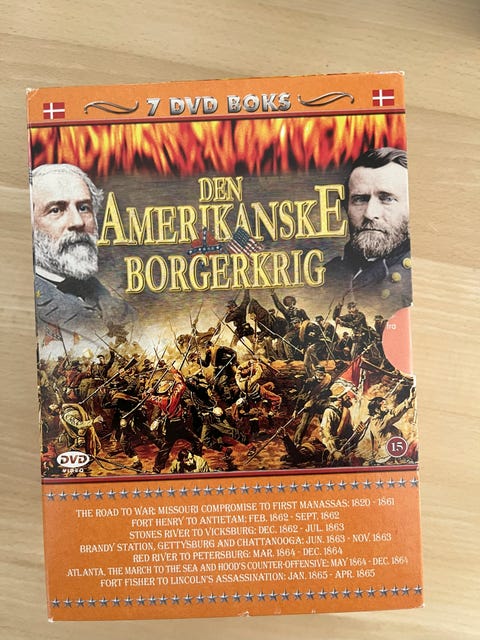 7 DVD BOKS
DEN
AMERIKANSKE
BORGERKRIG
fra
DVD
VIDEO
15
THE ROAD TO WAR: MISSOURI COMPROMISE TO FIRST MANASSAS: 1820 - 1861
FORT HENRY TO ANTIETAM: FEB. 1862 - SEPT. 1862
STONES RIVER TO VICKSBURG: DEC. 1862 - JUL. 1863
BRANDY STATION, GETTYSBURG AND CHATTANOOGA: JUN. 1863 - NOV. 1863
RED RIVER TO PETERSBURG: MAR. 1864 - DEC. 1864
ATLANTA, THE MARCH TO THE SEA AND HOOD'S COUNTER-OFFENSIVE: MAY 1864 - DEC. 1864
FORT FISHER TO LINCOLN'S ASSASSINATION: JAN. 1865 - APR. 1865